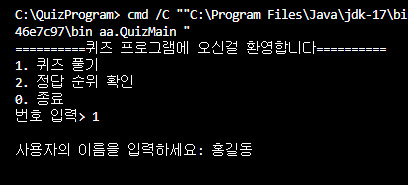 C:\QuizProgram> cmd /C ""C:\Program Files\Java\jdk-17\bi
46e7c97\bin aa.QuizMain "
==========퀴즈 프로그램에 오신걸 환영합니다==========
1. 퀴즈 풀기
2. 정답 순위 확인
0. 종료
번호 입력> 1
사용자의 이름을 입력하세요: 홍길동